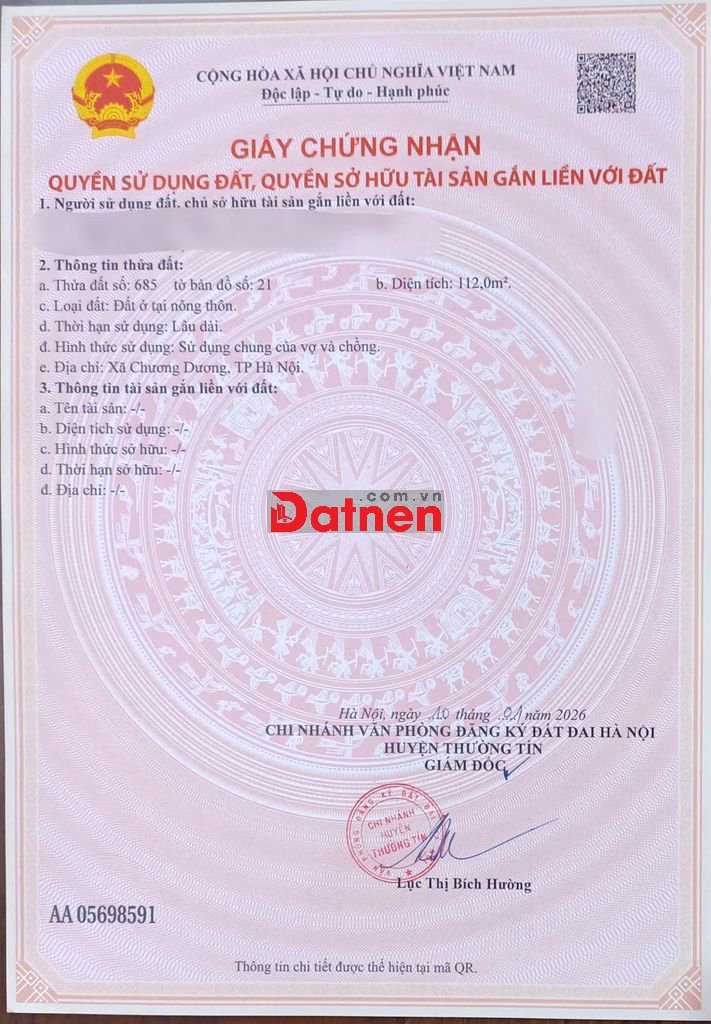 CỘNG HÒA XÃ HỘI CHỦ NGHĨA VIỆT NAM
Độc lập - Tự do - Hạnh phúc
GIẤY CHỨNG NHẬN
QUYỀN SỬ DỤNG ĐẤT, QUYỀN SỞ HỮU TÀI SẢN GẮN LIỀN VỚI ĐẤT
1. Người sử dụng đất, chủ sở hữu tài sản gắn liền với đất:
2. Thông tin thửa đất:
a. Thửa đất số: 685 tờ bản đồ số: 21 b. Diện tích: 112,0m².
c. Loại đất: Đất ở tại nông thôn.
d. Thời hạn sử dụng: Lâu dài.
đ. Hình thức sử dụng: Sử dụng chung của vợ và chồng.
e. Địa chỉ: Xã Chương Dương, TP Hà Nội.
3. Thông tin tài sản gắn liền với đất:
a. Tên tài sản: -/-
b. Diện tích sử dụng: -/-
c. Hình thức sở hữu: -/-
d. Thời hạn sở hữu: -/-
đ. Địa chỉ: -/-
.com.vn
Datnen
Hà Nội, ngày 20 tháng 01 năm 2026
CHI NHÁNH VĂN PHÒNG ĐĂNG KÝ ĐẤT ĐAI HÀ NỘI
HUYỆN THƯỜNG TÍN
GIÁM ĐỐC
VĂN PHÒNG ĐĂNG KÝ ĐẤT ĐAI
CHI NHÁNH
HUYỆN
THƯỜNG TÍN
Lục Thị Bích Hường
AA 05698591
Thông tin chi tiết được thể hiện tại mã QR.